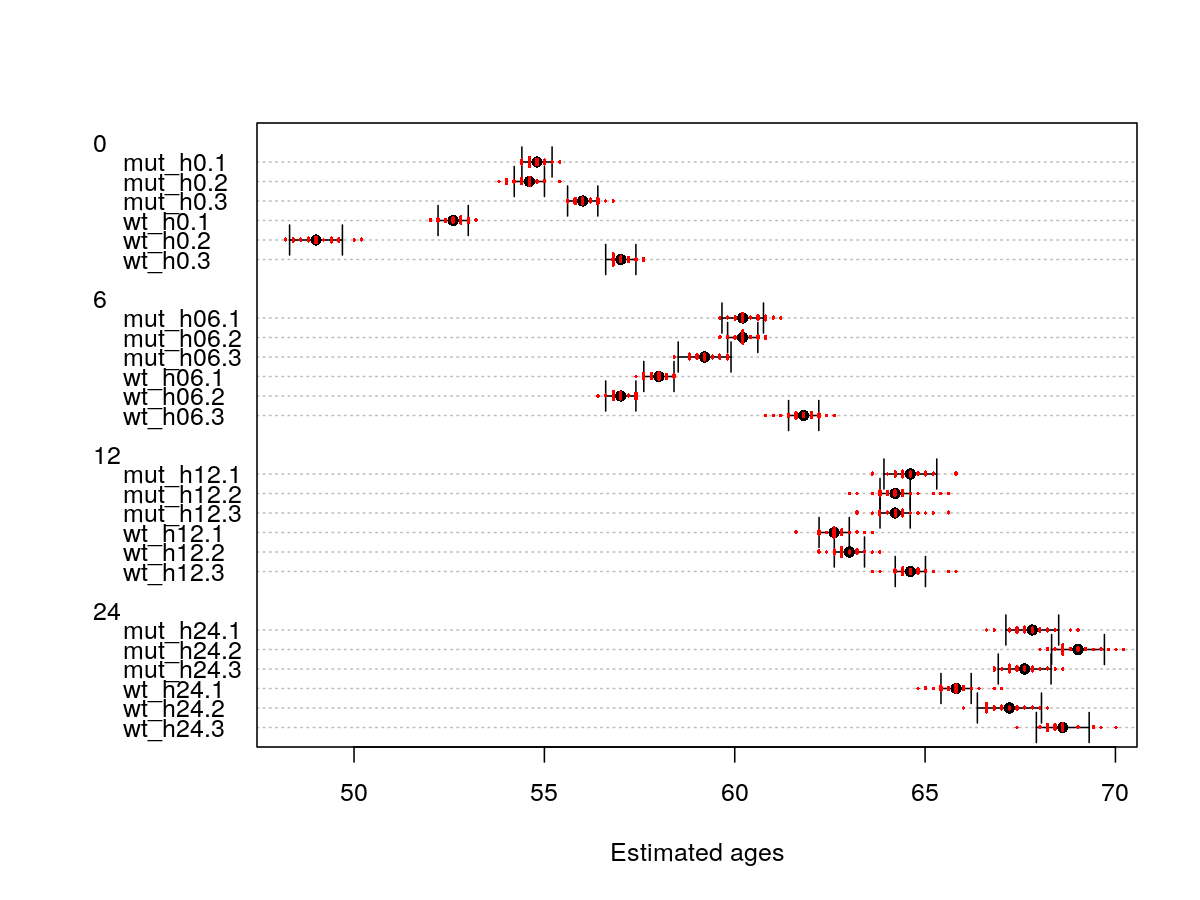 0
mut_h0.1
mut_h0.2
mut_h0.3
wt_h0.1
wt_h0.2
wt_h0.3
6
mut_h06.1
mut_h06.2
mut_h06.3
wt_h06.1
wt_h06.2
wt_h06.3
12
mut_h12.1
mut_h12.2
mut_h12.3
wt_h12.1
wt_h12.2
wt_h12.3
24
mut_h24.1
mut_h24.2
mut_h24.3
wt_h24.1
wt_h24.2
wt_h24.3
50 55 60 65 70
Estimated ages